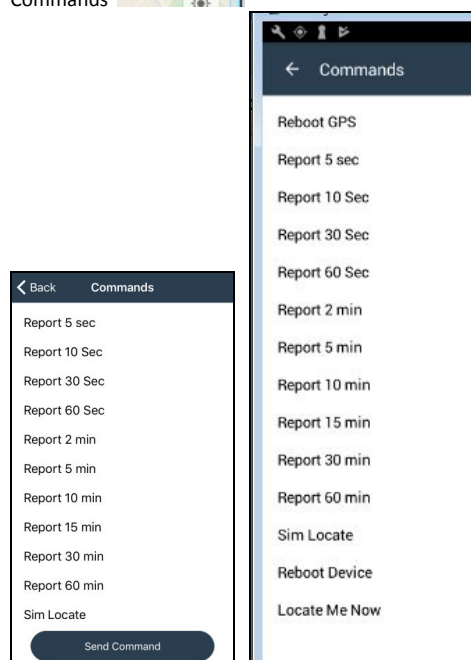 Commands
Back Commands
Report 5 sec
Report 10 Sec
Report 30 Sec
Report 60 Sec
Report 2 min
Report 5 min
Report 10 min
Report 15 min
Report 30 min
Report 60 min
Sim Locate
Send Command
Commands
Reboot GPS
Report 5 sec
Report 10 Sec
Report 30 Sec
Report 60 Sec
Report 2 min
Report 5 min
Report 10 min
Report 15 min
Report 30 min
Report 60 min
Sim Locate
Reboot Device
Locate Me Now